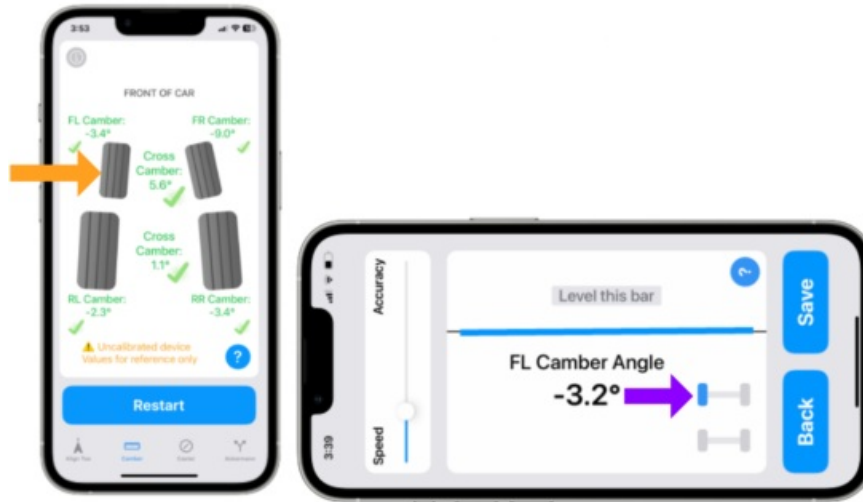 3:53
FRONT OF CAR
FL Camber:
-3.4°
FR Camber:
-9.0°
Cross
Camber:
5.6°
Cross
Camber:
1.1°
RL Camber:
-2.3°
RR Camber:
-3.4°
Uncalibrated device
Values for reference only
?
Restart
Camber
3:39
Speed
Accuracy
?
Level this bar
FL Camber Angle
-3.2°
Save
Back